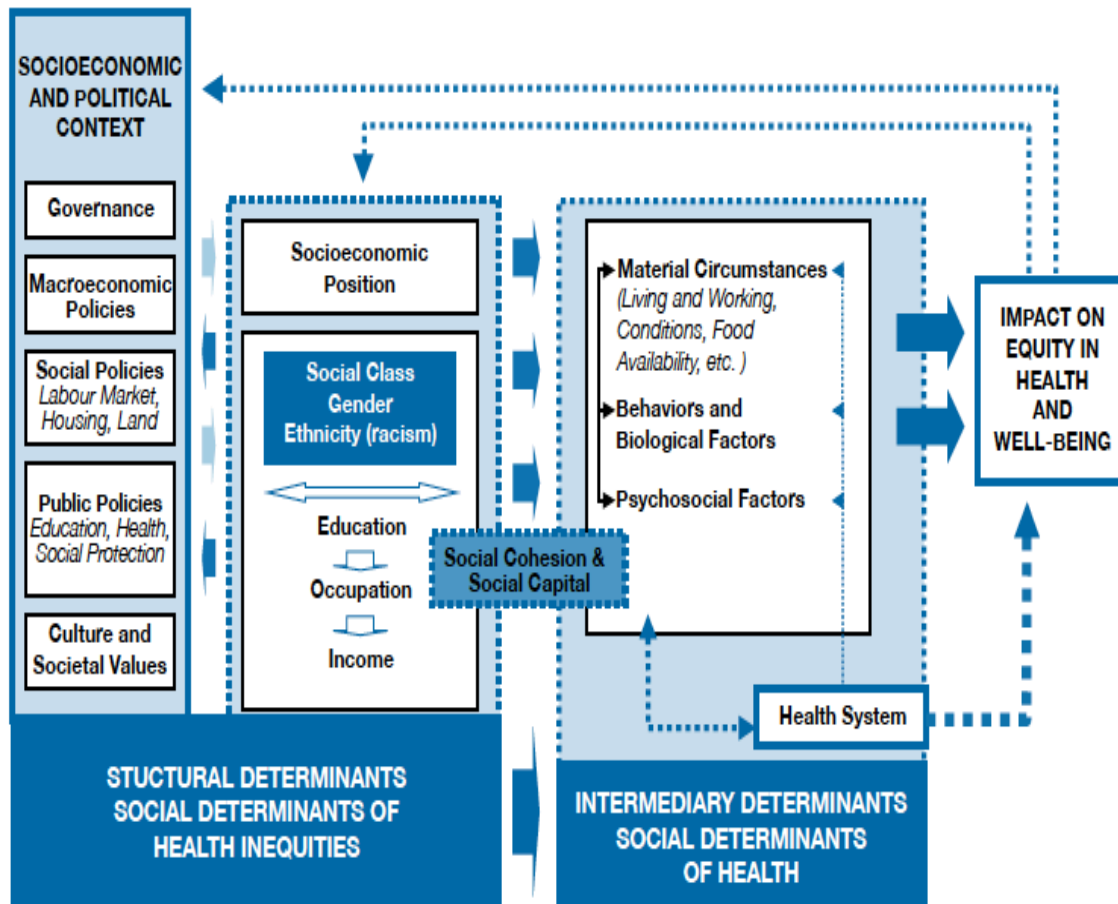 SOCIOECONOMIC
AND POLITICAL
CONTEXT
Governance
Macroeconomic
Policies
Social Policies
Labour Market,
Housing, Land
Public Policies
Education, Health,
Social Protection
Culture and
Societal Values
Socioeconomic
Position
Social Class
Gender
Ethnicity (racism)
Education
Occupation
Income
Social Cohesion &
Social Capital
Material Circumstances
(Living and Working,
Conditions, Food
Availability, etc. )
Behaviors and
Biological Factors
Psychosocial Factors
Health System
IMPACT ON
EQUITY IN
HEALTH
AND
WELL-BEING
STUCTURAL DETERMINANTS
SOCIAL DETERMINANTS OF
HEALTH INEQUITIES
INTERMEDIARY DETERMINANTS
SOCIAL DETERMINANTS
OF HEALTH